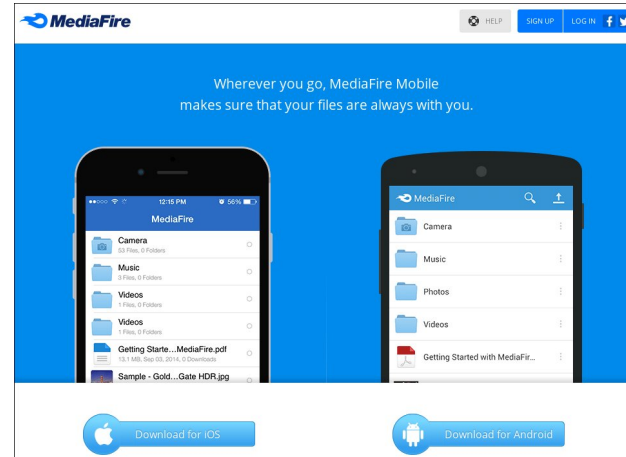 MediaFire
HELP
SIGN UP
LOG IN
Wherever you go, MediaFire Mobile
makes sure that your files are always with you.
12:15 PM
56%
MediaFire
Camera
53 Files, 0 Folders
Music
3 Files, 0 Folders
Videos
1 Files, 0 Folders
Videos
1 Files, 0 Folders
Getting Starte...MediaFire.pdf
13.1 MB, Sep 03, 2014, 0 Downloads
Sample - Gold...Gate HDR.jpg
MediaFire
Camera
Music
Photos
Videos
Getting Started with MediaFir...
Download for iOS
Download for Android